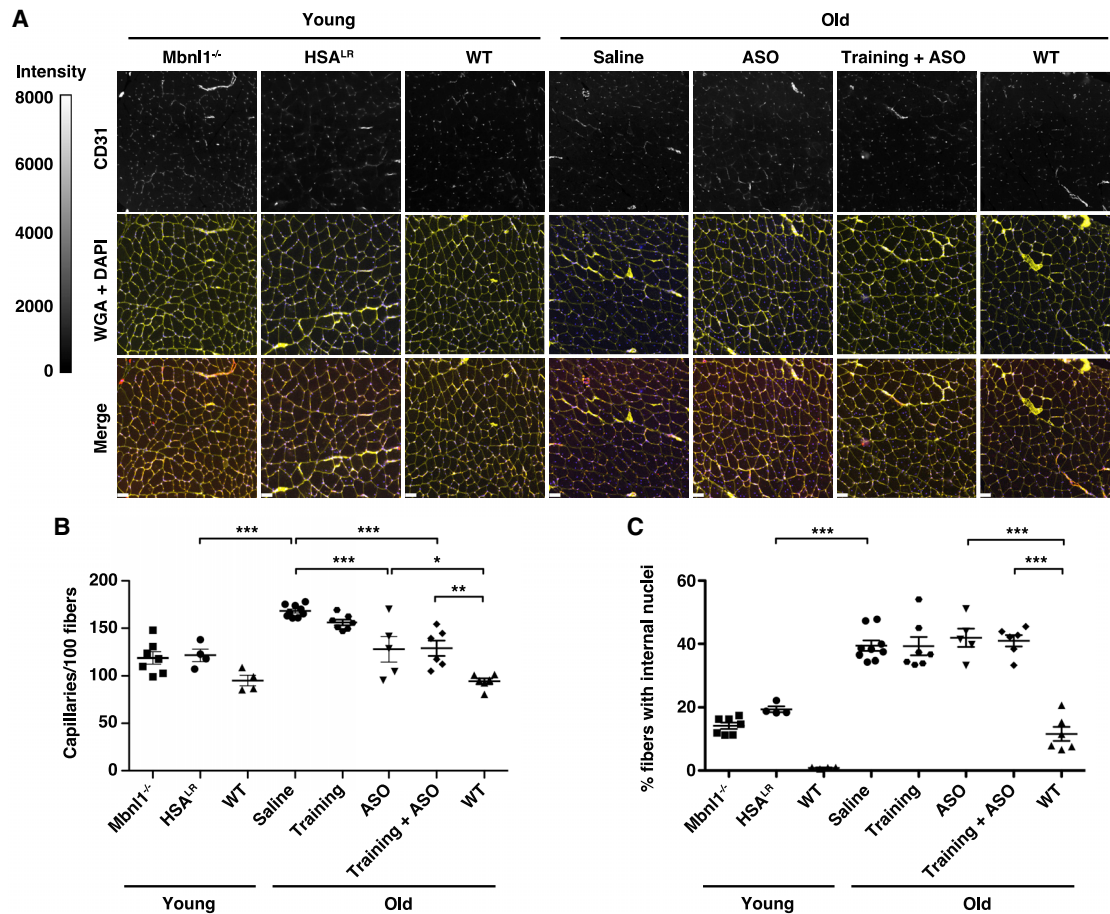 A
Young
Old
Mbnl1-/-
HSALR
WT
Saline
ASO
Training + ASO
WT
Intensity
8000
6000
4000
2000
0
CD31
WGA + DAPI
Merge
B
Capillaries/100 fibers
200
150
100
50
0
***
***
***
*
**
Mbnl1-/-
HSALR
WT
Saline
Training
ASO
Training + ASO
WT
Young
Old
C
% fibers with internal nuclei
60
40
20
0
***
***
***
Mbnl1-/-
HSALR
WT
Saline
Training
ASO
Training + ASO
WT
Young
Old